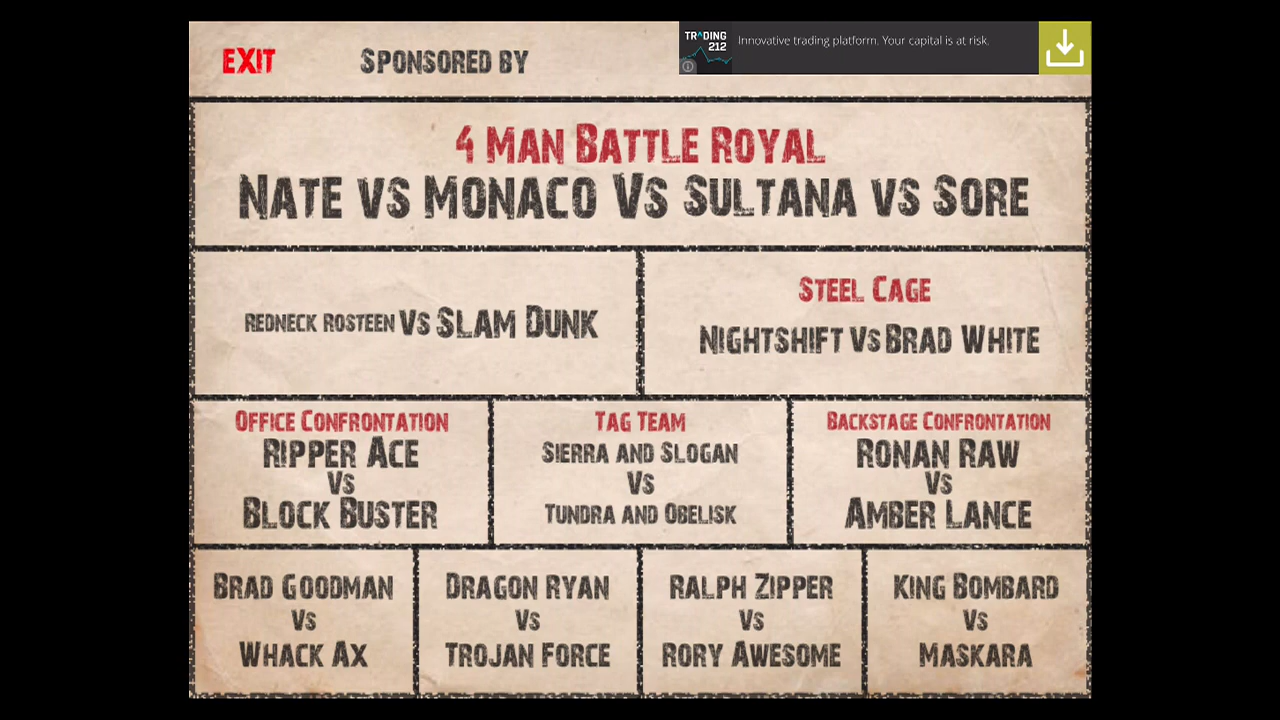 EXIT
SPONSORED BY
TRADING 212
Innovative trading platform. Your capital is at risk.
4 MAN BATTLE ROYAL
NATE VS MONACO VS SULTANA VS SORE
REDNECK ROSTEEN VS SLAM DUNK
STEEL CAGE
NIGHTSHIFT VS BRAD WHITE
OFFICE CONFRONTATION
RIPPER ACE
VS
BLOCK BUSTER
TAG TEAM
SIERRA AND SLOGAN
VS
TUNDRA AND OBELISK
BACKSTAGE CONFRONTATION
RONAN RAW
VS
AMBER LANCE
BRAD GOODMAN
VS
WHACK AX
DRAGON RYAN
VS
TROJAN FORCE
RALPH ZIPPER
VS
RORY AWESOME
KING BOMBARD
VS
MASKARA